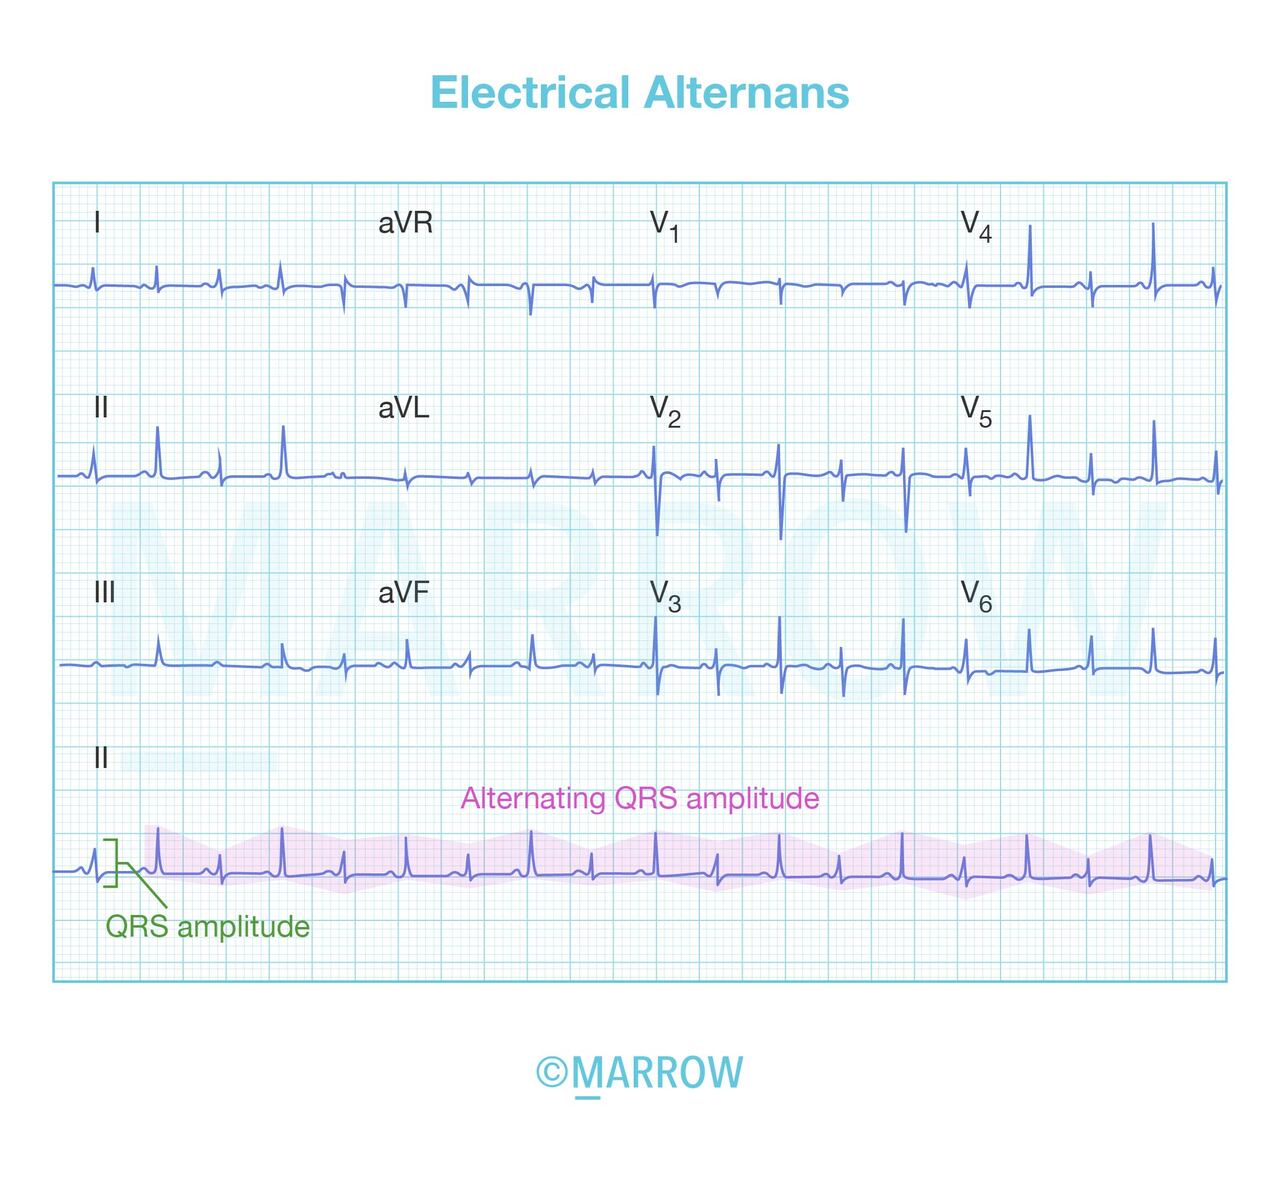 Electrical Alternans
I aVR V1 V4
II aVL V2 V5
MARROW
III aVF V3 V6
II
Alternating QRS amplitude
QRS amplitude
©MARROW